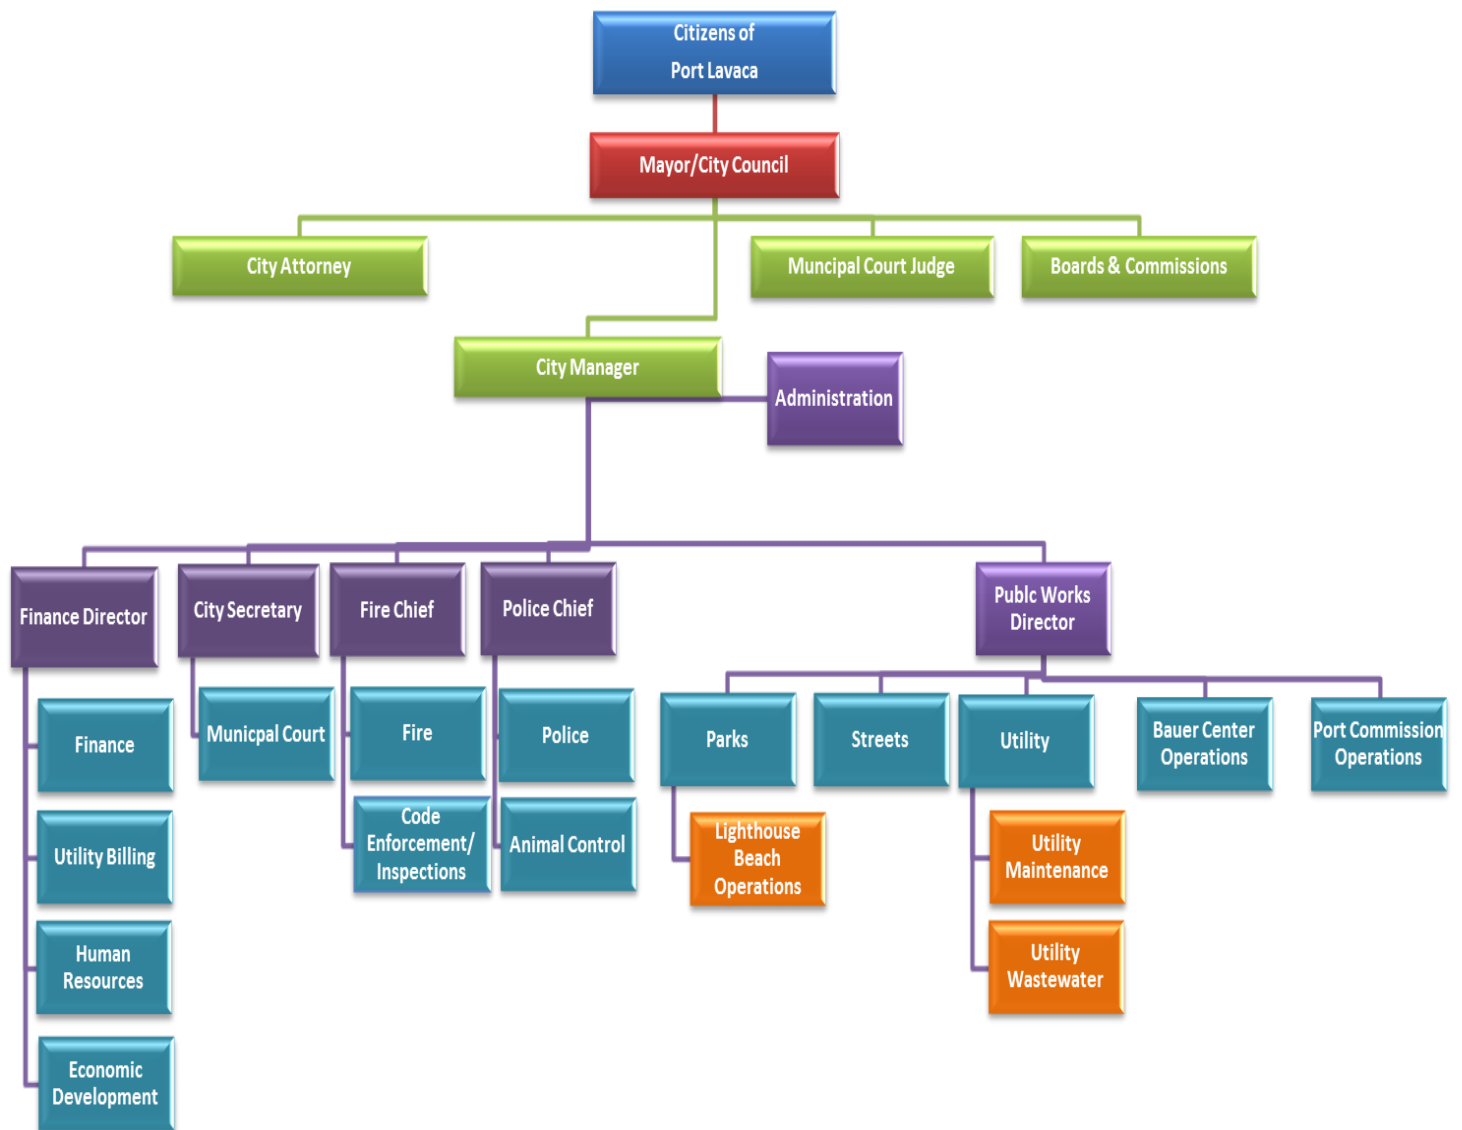 Citizens of
Port Lavaca
Mayor/City Council
City Attorney
Muncipal Court Judge
Boards & Commissions
City Manager
Administration
Finance Director
City Secretary
Fire Chief
Police Chief
Publc Works
Director
Finance
Municpal Court
Fire
Police
Parks
Streets
Utility
Bauer Center
Operations
Port Commission
Operations
Utility Billing
Code
Enforcement/
Inspections
Animal Control
Lighthouse
Beach
Operations
Utility
Maintenance
Human
Resources
Utility
Wastewater
Economic
Development